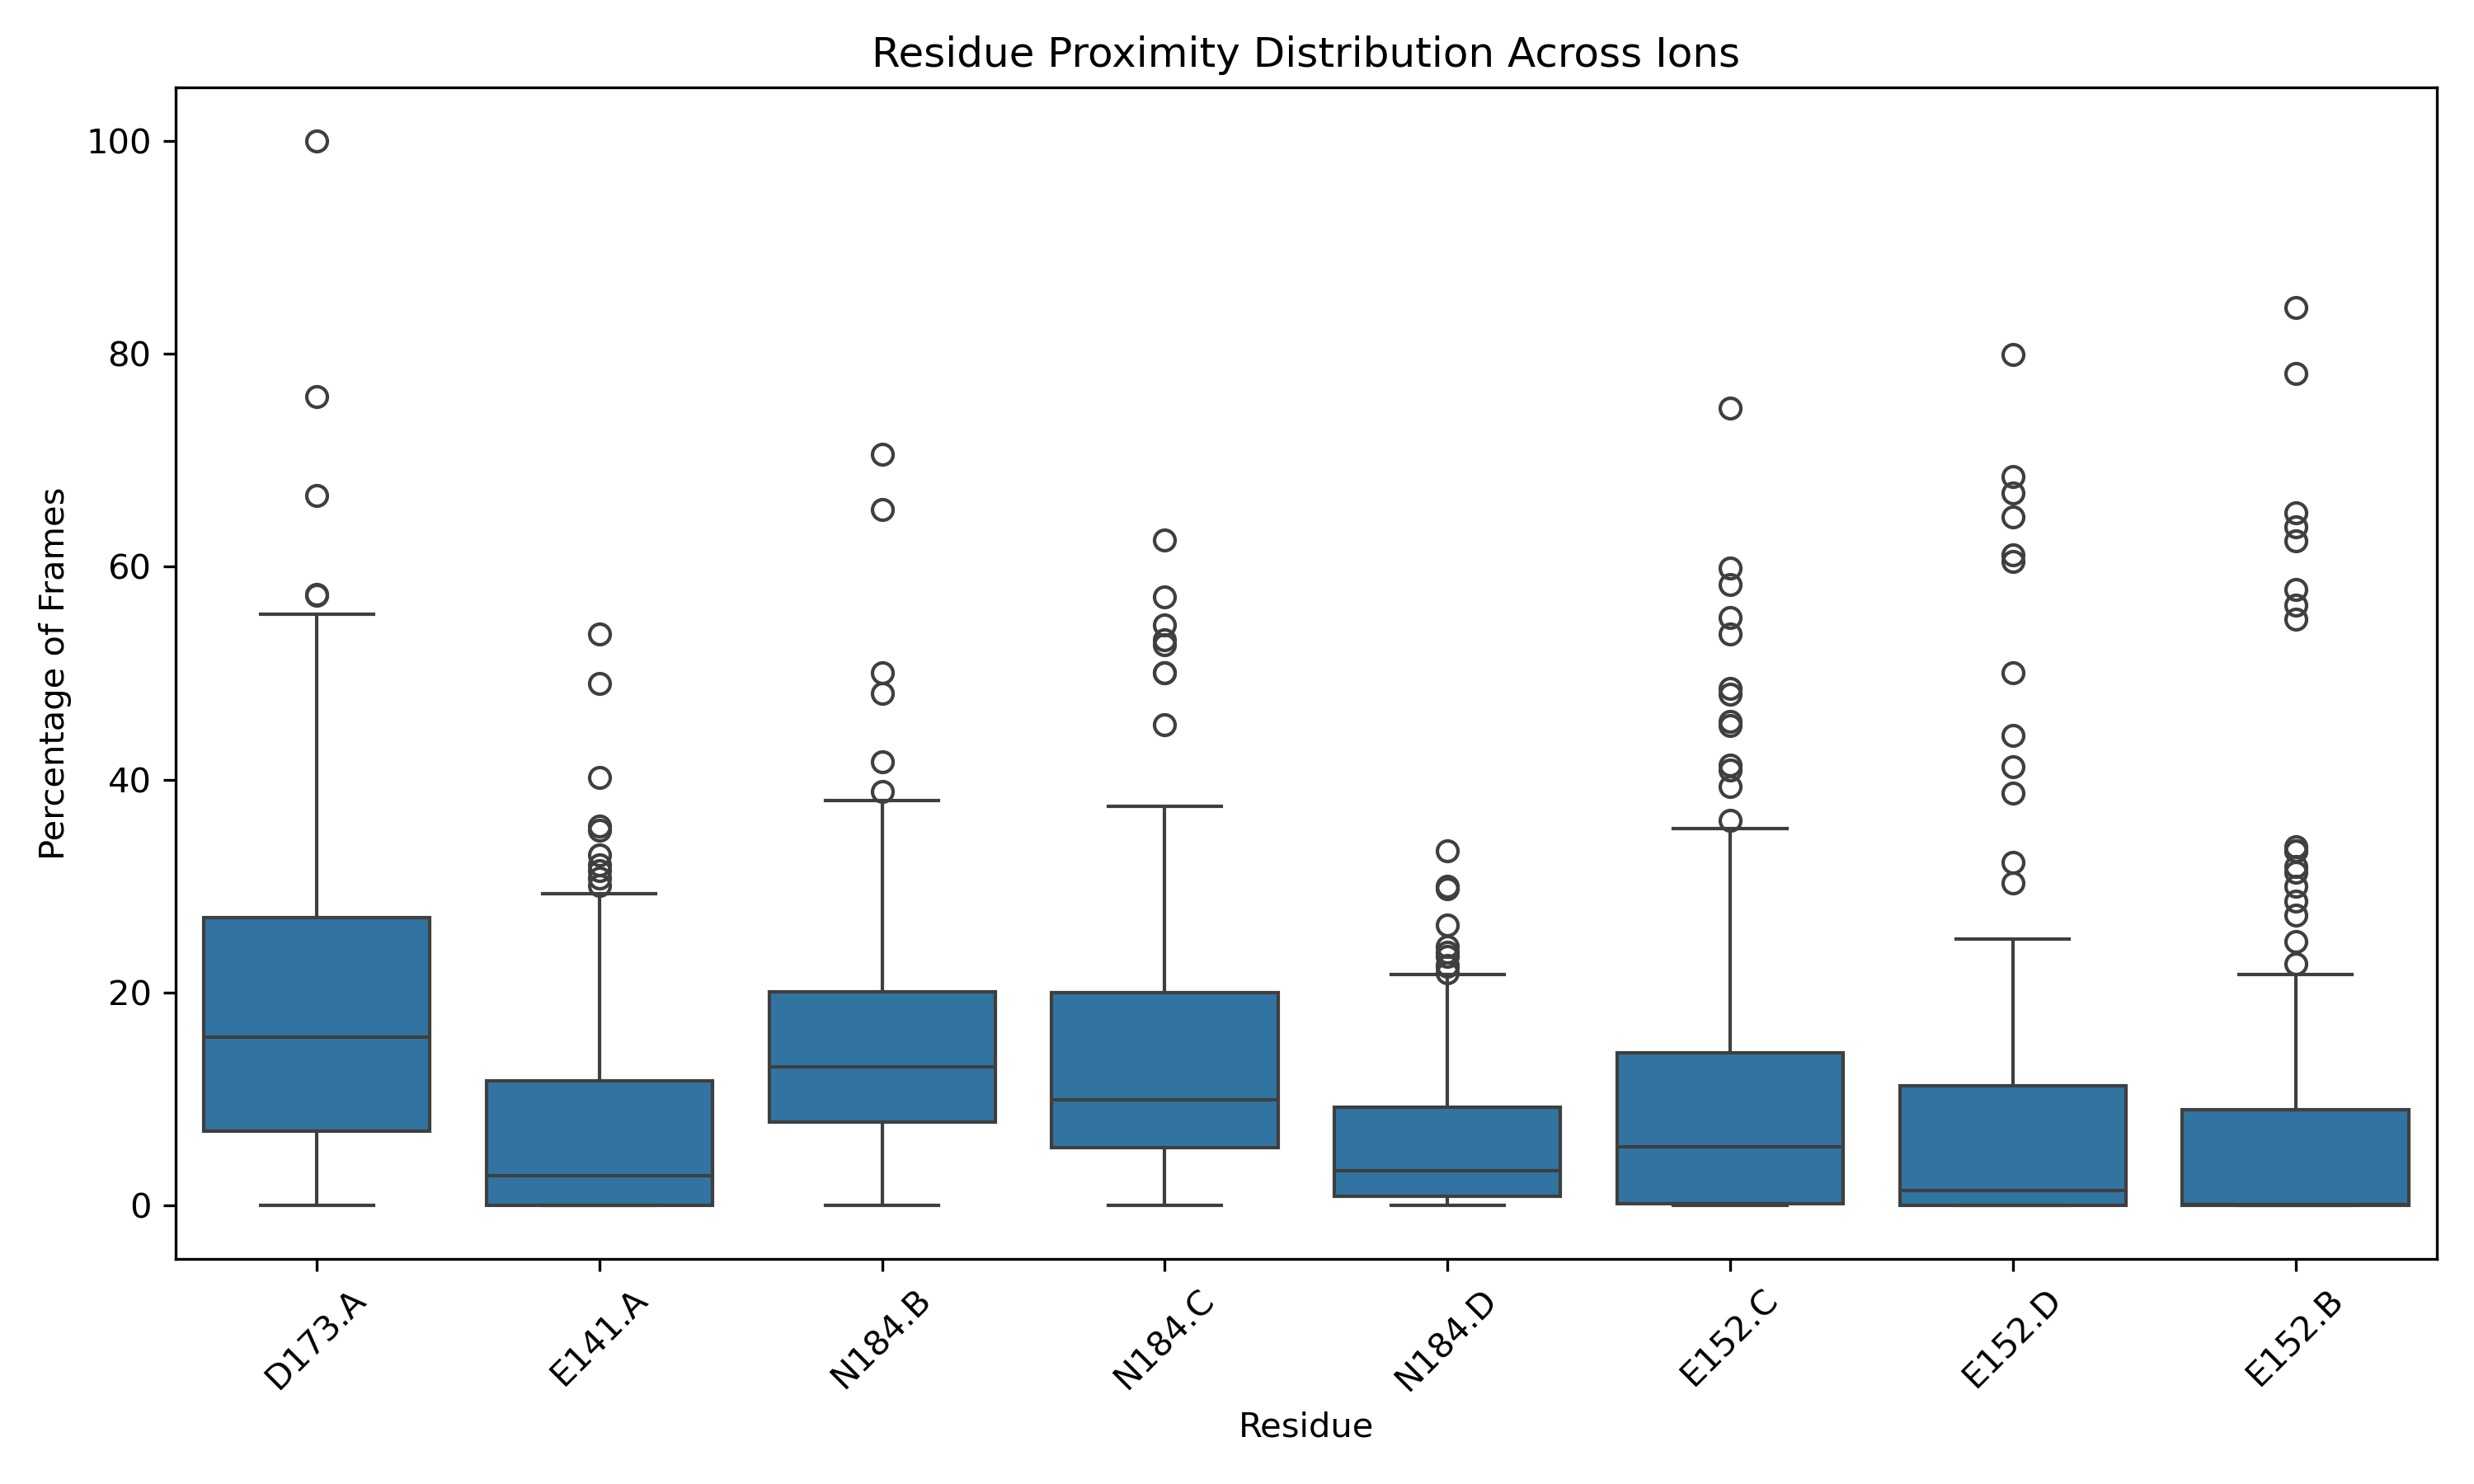 Residue Proximity Distribution Across Ions
Percentage of Frames
100
80
60
40
20
0
D173.A
E141.A
N184.B
N184.C
N184.D
E152.C
E152.D
E152.B
Residue